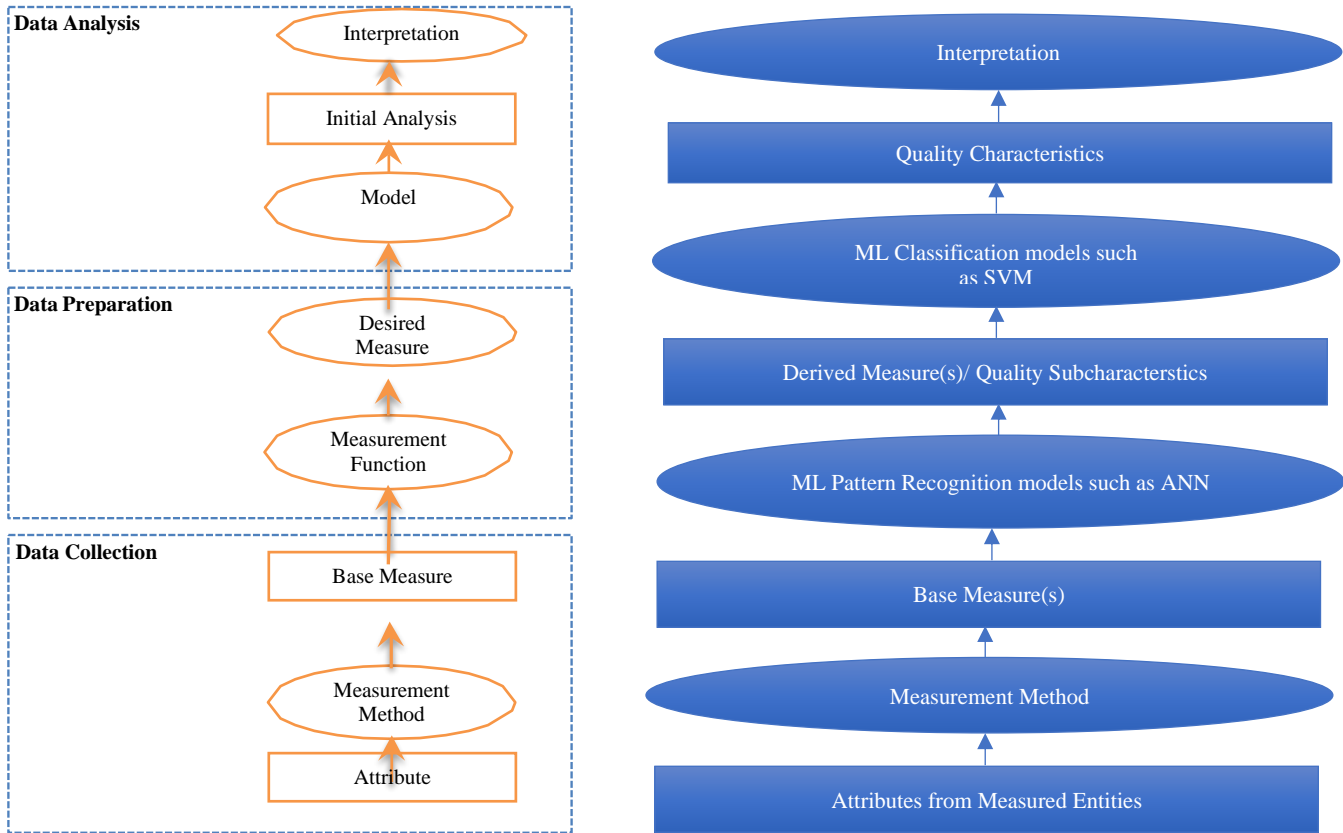 Data Analysis
Interpretation
Initial Analysis
Model
Data Preparation
Desired
Measure
Measurement
Function
Data Collection
Base Measure
Measurement
Method
Attribute
Interpretation
Quality Characteristics
ML Classification models such
as SVM
Derived Measure(s)/ Quality Subcharacterstics
ML Pattern Recognition models such as ANN
Base Measure(s)
Measurement Method
Attributes from Measured Entities